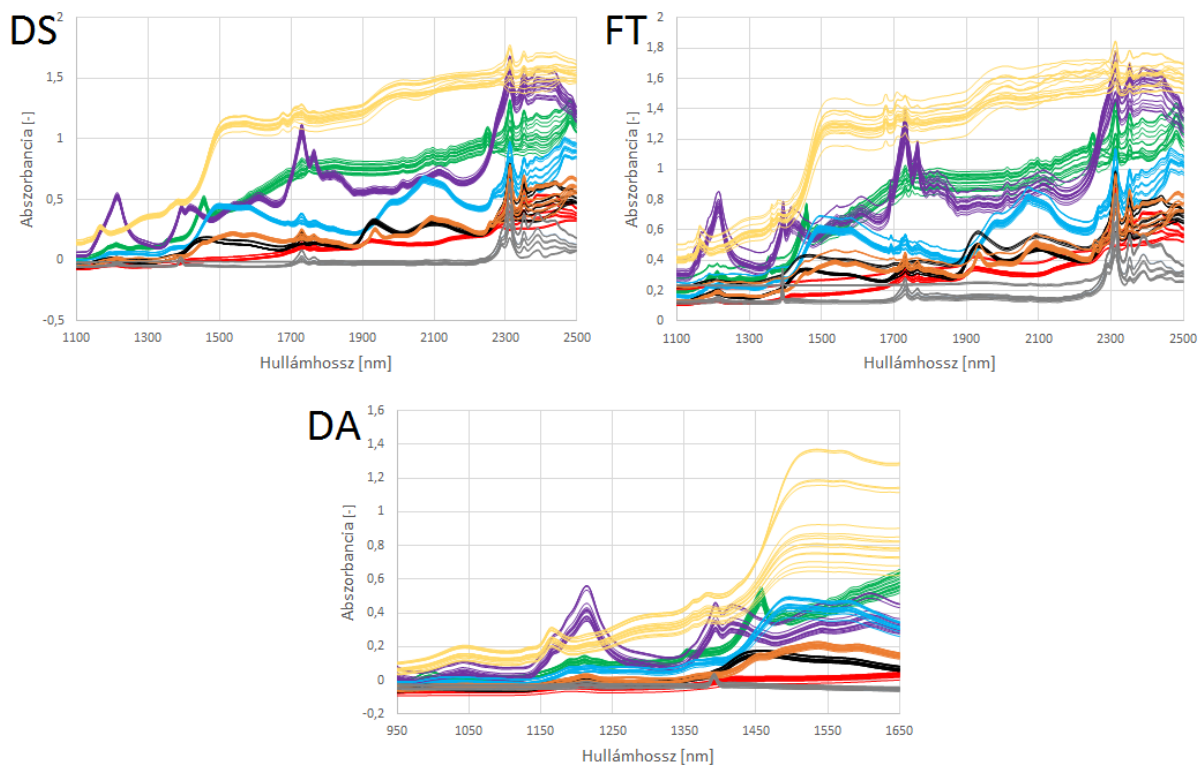 DS
2
1,5
1
0,5
0
-0,5
Abszorbancia [-]
1100 1300 1500 1700 1900 2100 2300 2500
Hullámhossz [nm]
FT
2
1,8
1,6
1,4
1,2
1
0,8
0,6
0,4
0,2
0
Abszorbancia [-]
1100 1300 1500 1700 1900 2100 2300 2500
Hullámhossz [nm]
DA
1,6
1,4
1,2
1
0,8
0,6
0,4
0,2
0
-0,2
Abszorbancia [-]
950 1050 1150 1250 1350 1450 1550 1650
Hullámhossz [nm]